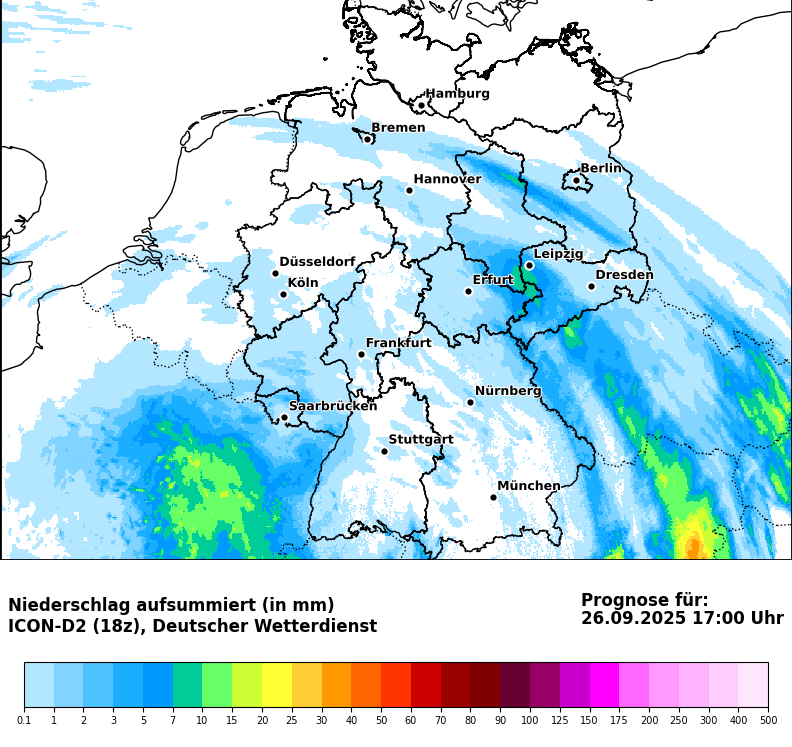 Hamburg
Bremen
Berlin
Hannover
Leipzig
Düsseldorf
Dresden
Köln
Erfurt
Frankfurt
Nürnberg
Saarbrücken
Stuttgart
München
Niederschlag aufsummiert (in mm)
ICON-D2 (18z), Deutscher Wetterdienst
Prognose für:
26.09.2025 17:00 Uhr
0.1 1 2 3 5 7 10 15 20 25 30 40 50 60 70 80 90 100 125 150 175 200 250 300 400 500